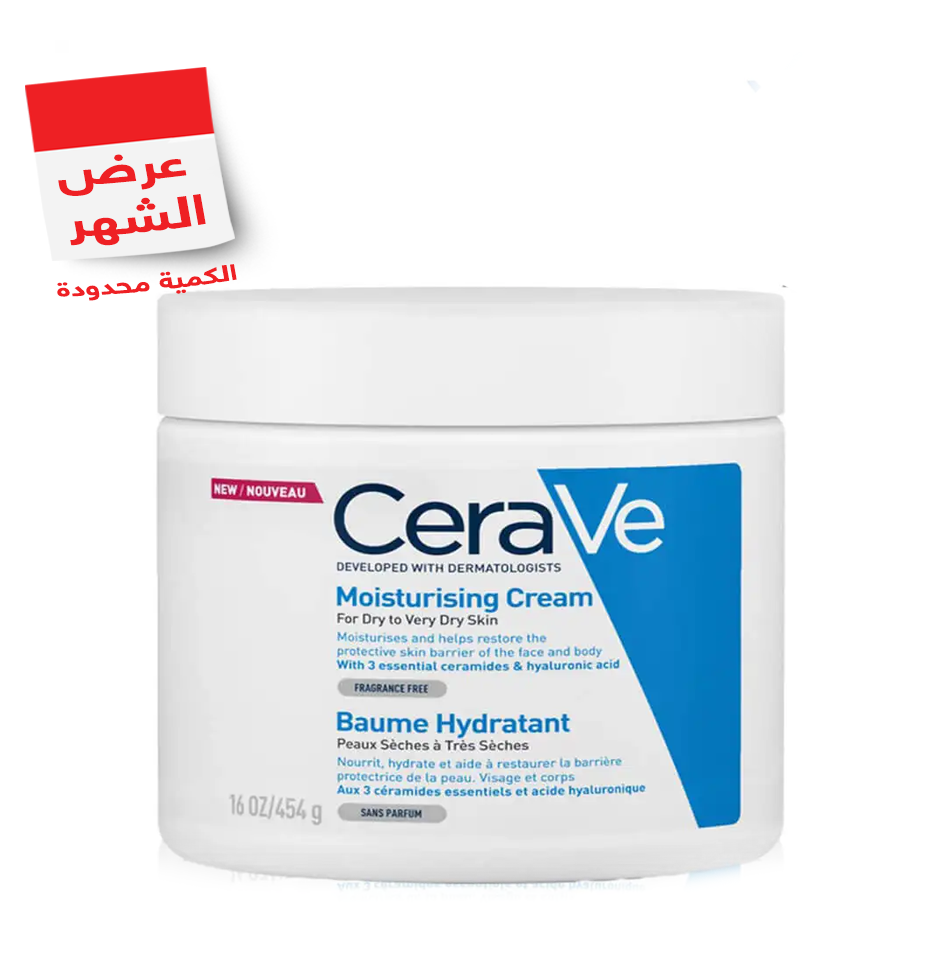 عرض
الشهر
الكمية محدودة
NEW / NOUVEAU
CeraVe
DEVELOPED WITH DERMATOLOGISTS
Moisturising Cream
For Dry to Very Dry Skin
Moisturises and helps restore the
protective skin barrier of the face and body
With 3 essential ceramides & hyaluronic acid
FRAGRANCE FREE
Baume Hydratant
Peaux Sèches à Très Sèches
Nourrit, hydrate et aide à restaurer la barrière
protectrice de la peau. Visage et corps
Aux 3 céramides essentiels et acide hyaluronique
SANS PARFUM
16 OZ/454 g